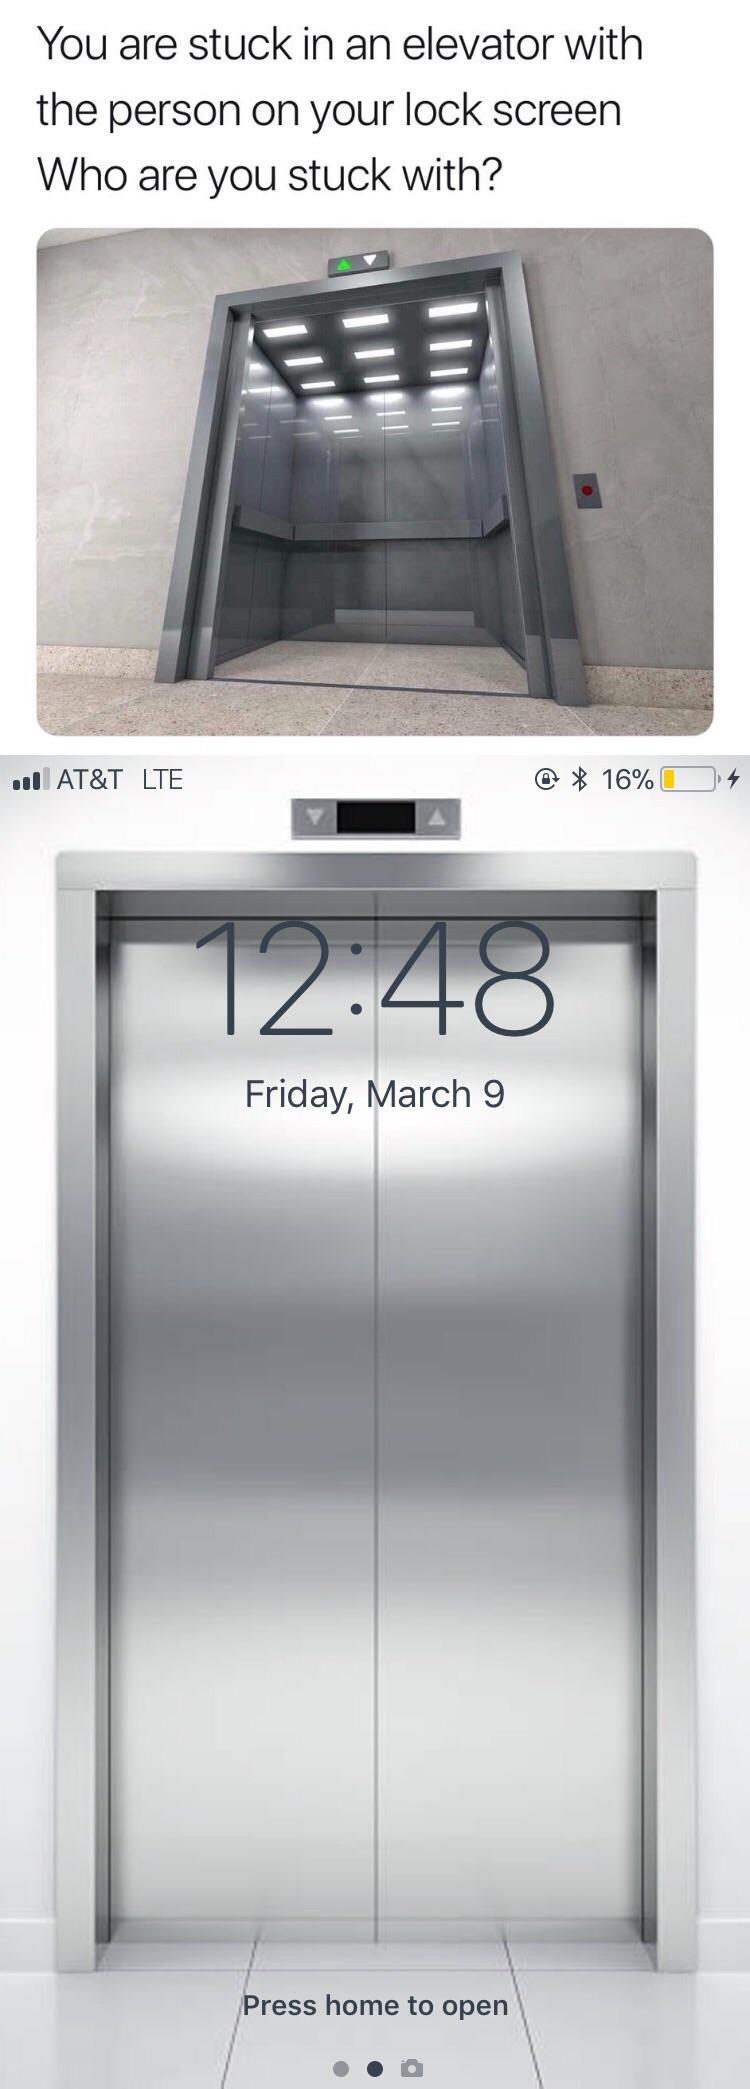 You are stuck in an elevator with
the person on your lock screen
Who are you stuck with?
AT&T LTE 16%
12:48
Friday, March 9
Press home to open